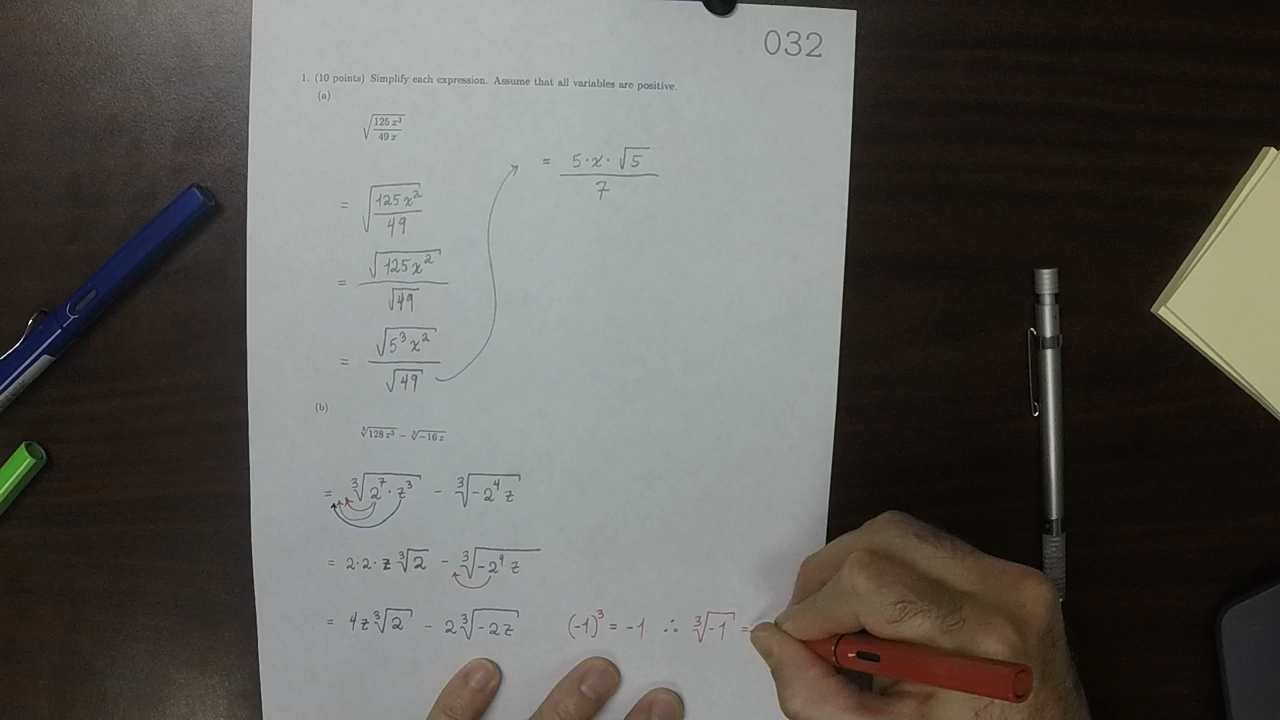 032
1. (10 points) Simplify each expression. Assume that all variables are positive.
(a)
√(125x³/49x)
= √(125x²/49)
= √(125x²)/√49
= √(5³x²)/√49
= 5·x·√5/7
(b)
∛(128z³) − ∛(−16z)
= ∛(2⁷·z³) − ∛(−2⁴z)
= 2·2·z ∛2 − ∛(−2⁴z)
= 4z∛2 − 2∛(−2z) (-1)³ = -1 ∴ ∛-1 =